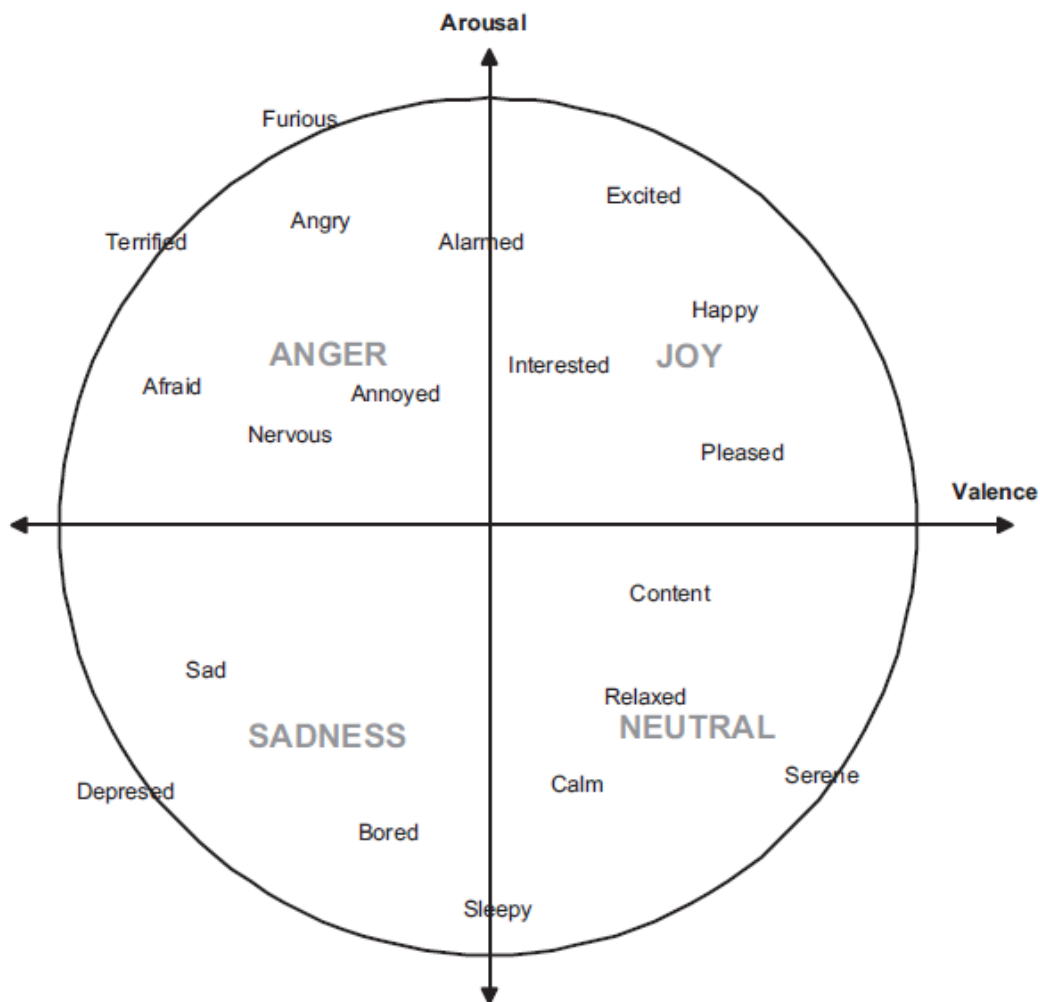 Arousal
Furious
Excited
Angry
Terrified
Alarmed
Happy
ANGER
JOY
Interested
Afraid
Annoyed
Nervous
Pleased
Valence
Content
Sad
Relaxed
NEUTRAL
SADNESS
Serene
Calm
Depresed
Bored
Sleepy